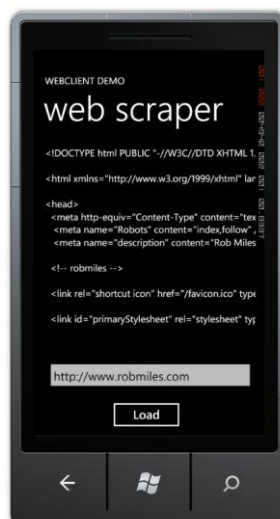 WEBCLIENT DEMO
web scraper
<!DOCTYPE html PUBLIC "-//W3C//DTD XHTML 1.
<html xmlns="http://www.w3.org/1999/xhtml" lar
<head>
<meta http-equiv="Content-Type" content="tex
<meta name="Robots" content="index,follow" ,
<meta name="description" content="Rob Miles
<!-- robmiles -->
<link rel="shortcut icon" href="/favicon.ico" type
<link id="primaryStylesheet" rel="stylesheet" typ
http://www.robmiles.com
Load